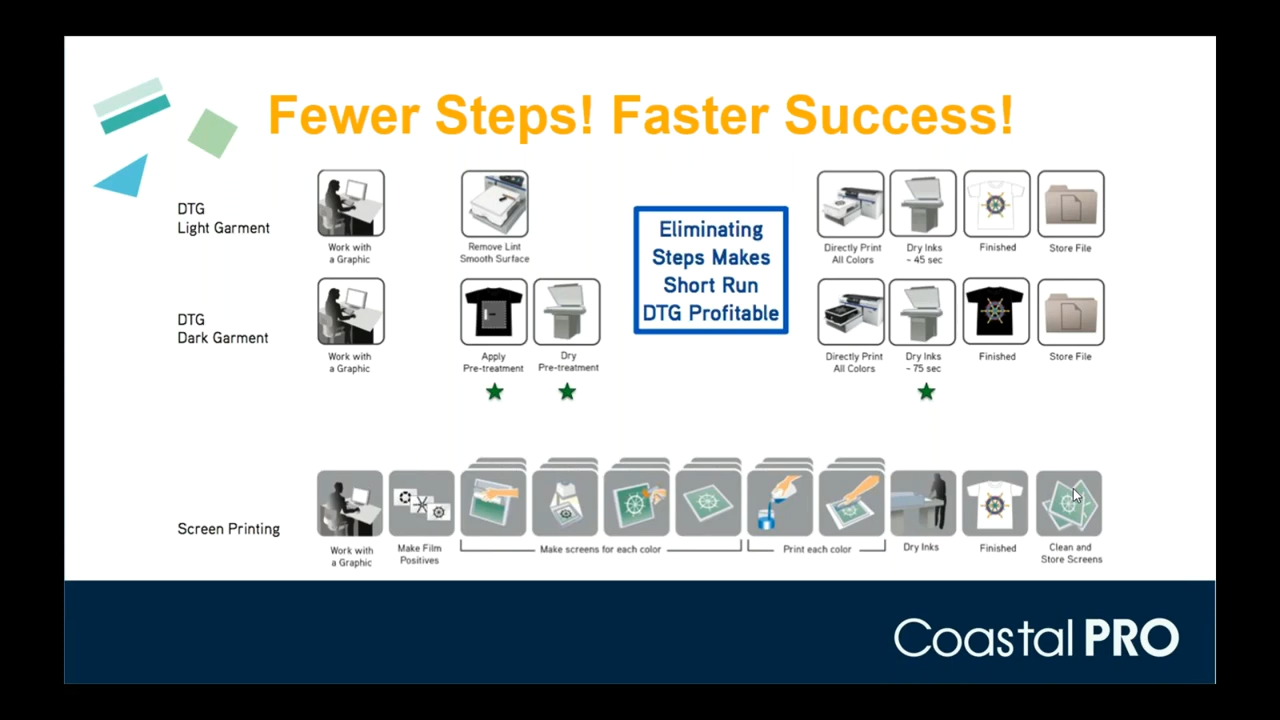 Fewer Steps! Faster Success!
DTG
Light Garment
Work with
a Graphic
Remove Lint
Smooth Surface
Eliminating
Steps Makes
Short Run
DTG Profitable
Directly Print
All Colors
Dry Inks
~ 45 sec
Finished
Store File
DTG
Dark Garment
Work with
a Graphic
Apply
Pre-treatment
Dry
Pre-treatment
Directly Print
All Colors
Dry Inks
~ 75 sec
Finished
Store File
Screen Printing
Work with
a Graphic
Make Film
Positives
Make screens for each color
Print each color
Dry Inks
Finished
Clean and
Store Screens
Coastal PRO